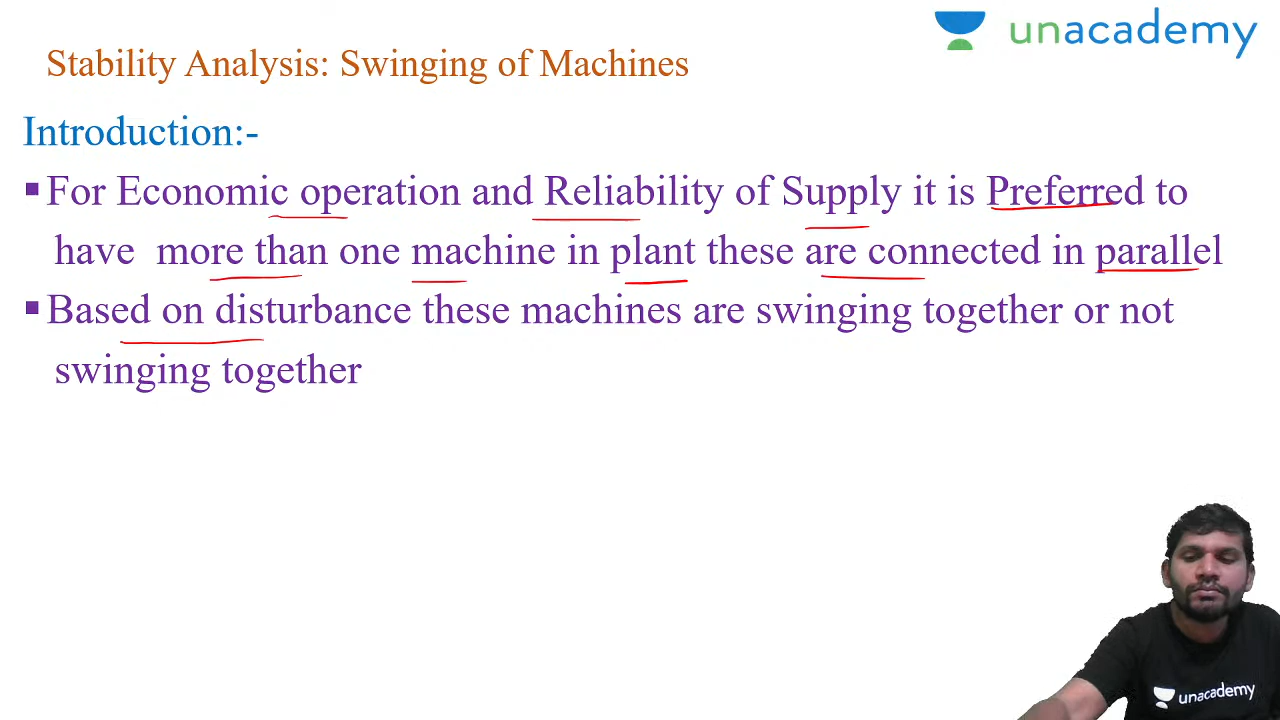 unacademy
Stability Analysis: Swinging of Machines
Introduction:-
▪For Economic operation and Reliability of Supply it is Preferred to
have more than one machine in plant these are connected in parallel
▪Based on disturbance these machines are swinging together or not
swinging together
unacademy